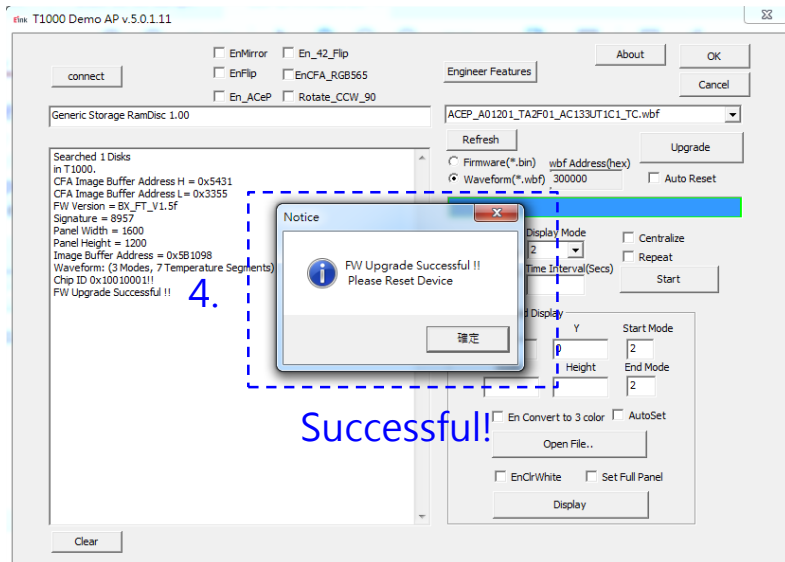 Eink T1000 Demo AP v.5.0.1.11
connect
EnMirror
En_42_Flip
EnFlip
EnCFA_RGB565
En_ACeP
Rotate_CCW_90
Engineer Features
About
OK
Cancel
Generic Storage RamDisc 1.00
ACEP_A01201_TA2F01_AC133UT1C1_TC.wbf
Refresh
Upgrade
Firmware(*.bin)
wbf Address(hex)
Waveform(*.wbf)
300000
Auto Reset
Searched 1 Disks
in T1000.
CFA Image Buffer Address H = 0x5431
CFA Image Buffer Address L = 0x3355
FW Version = BX_FT_V1.5f
Signature = 8957
Panel Width = 1600
Panel Height = 1200
Image Buffer Address = 0x5B1098
Waveform: (3 Modes, 7 Temperature Segments)
Chip ID 0x10010001!!
FW Upgrade Successful !!
4.
Notice
FW Upgrade Successful !!
Please Reset Device
確定
Successful!
Display Mode
2
Centralize
Repeat
Time Interval(Secs)
Start
Display
Y
Start Mode
0
2
Height
End Mode
2
En Convert to 3 color
AutoSet
Open File..
EnClrWhite
Set Full Panel
Display
Clear